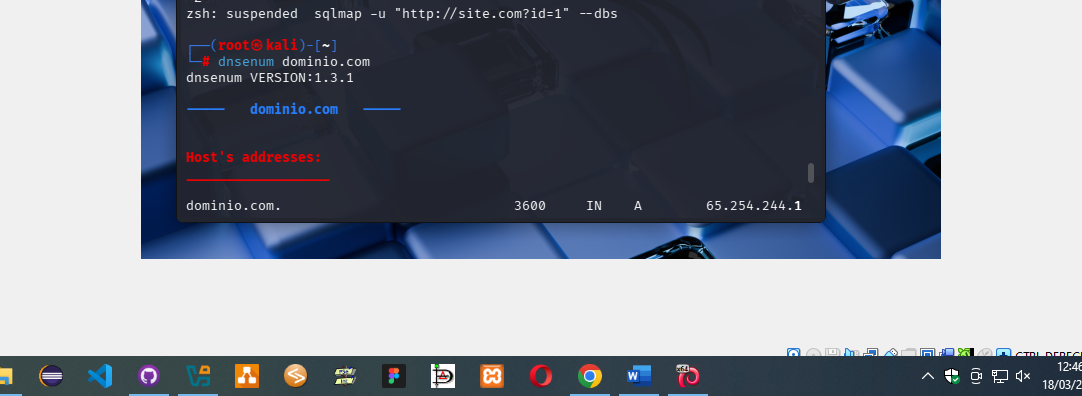 zsh: suspended  sqlmap -u "http://site.com?id=1" --dbs
┌──(root㉿kali)-[~]
└─# dnsenum dominio.com
dnsenum VERSION:1.3.1
-----   dominio.com   -----
Host's addresses:
__________________
dominio.com.                             3600     IN    A        65.254.244.1
x64
12:46
18/03/2